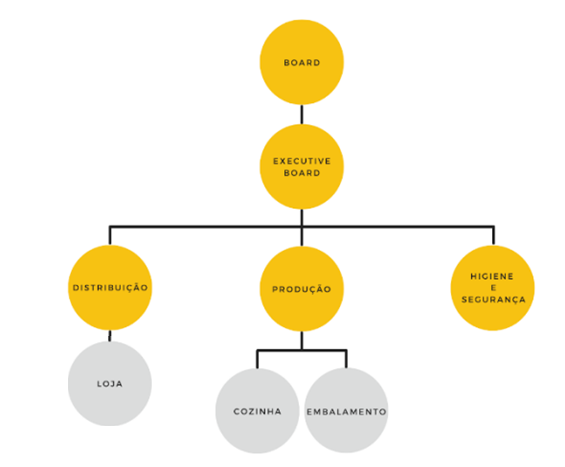 BOARD
EXECUTIVE
BOARD
DISTRIBUIÇÃO
PRODUÇÃO
HIGIENE
E
SEGURANÇA
LOJA
COZINHA
EMBALAMENTO